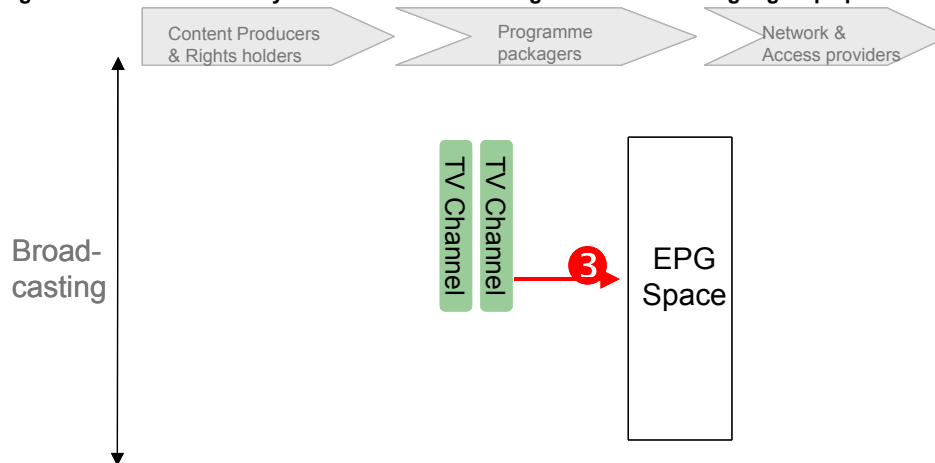 Content Producers
& Rights holders
Programme
packagers
Network &
Access providers
TV Channel
TV Channel
3
EPG
Space
Broad-
casting